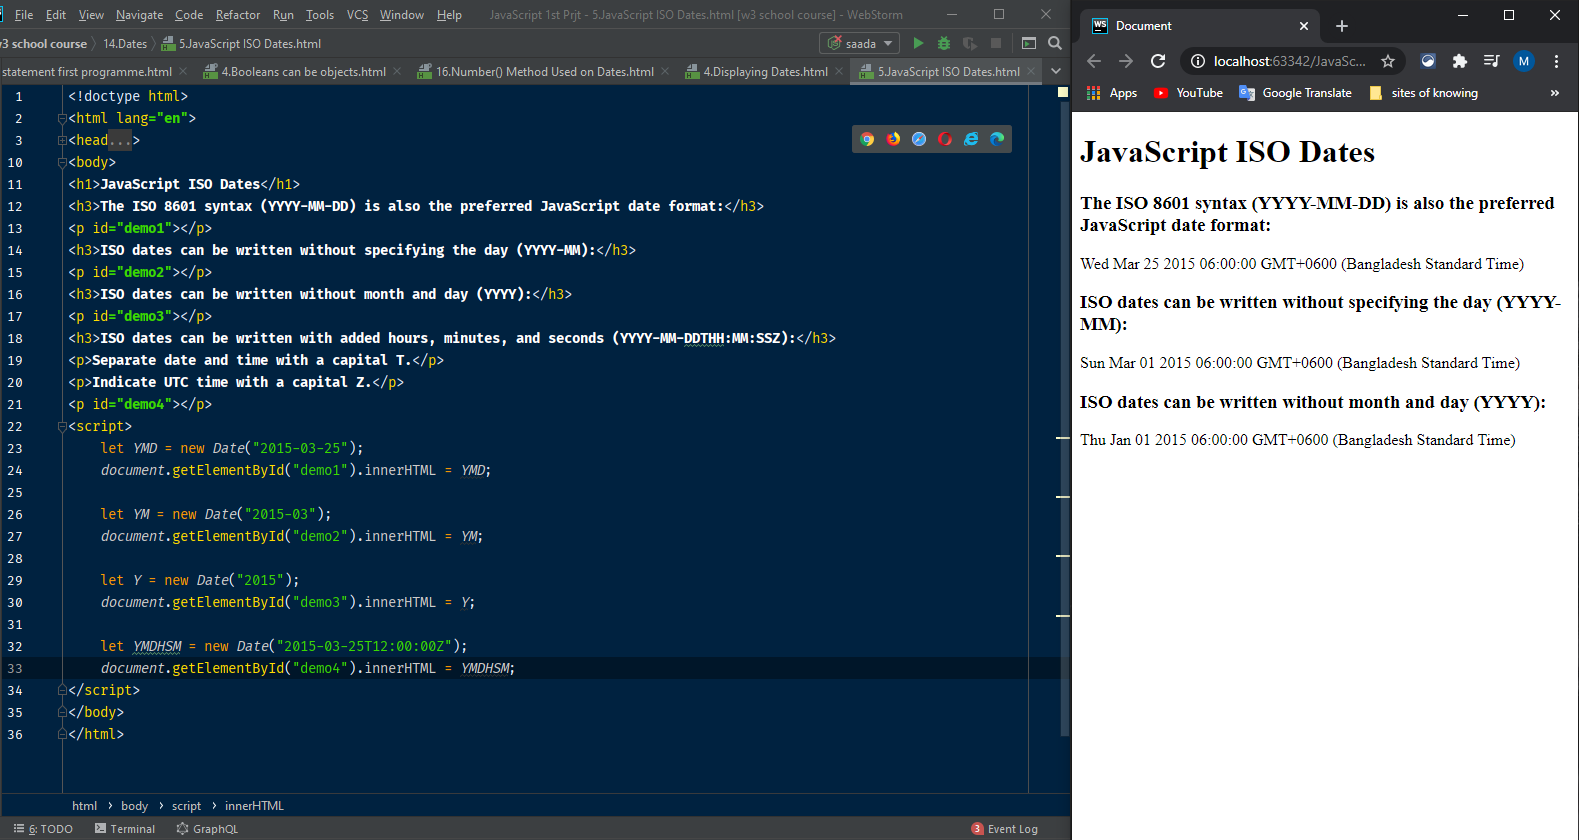 File Edit View Navigate Code Refactor Run Tools VCS Window Help JavaScript 1st Prjt - 5.JavaScript ISO Dates.html [w3 school course] - WebStorm
v3 school course 14.Dates 5.JavaScript ISO Dates.html saada
statement first programme.html 4.Booleans can be objects.html 16.Number() Method Used on Dates.html 4.Displaying Dates.html 5.JavaScript ISO Dates.html
1 <!doctype html>
2 <html lang="en">
3 <head...>
10 <body>
11 <h1>JavaScript ISO Dates</h1>
12 <h3>The ISO 8601 syntax (YYYY-MM-DD) is also the preferred JavaScript date format:</h3>
13 <p id="demo1"></p>
14 <h3>ISO dates can be written without specifying the day (YYYY-MM):</h3>
15 <p id="demo2"></p>
16 <h3>ISO dates can be written without month and day (YYYY):</h3>
17 <p id="demo3"></p>
18 <h3>ISO dates can be written with added hours, minutes, and seconds (YYYY-MM-DDTHH:MM:SSZ):</h3>
19 <p>Separate date and time with a capital T.</p>
20 <p>Indicate UTC time with a capital Z.</p>
21 <p id="demo4"></p>
22 <script>
23 let YMD = new Date("2015-03-25");
24 document.getElementById("demo1").innerHTML = YMD;
25
26 let YM = new Date("2015-03");
27 document.getElementById("demo2").innerHTML = YM;
28
29 let Y = new Date("2015");
30 document.getElementById("demo3").innerHTML = Y;
31
32 let YMDHSM = new Date("2015-03-25T12:00:00Z");
33 document.getElementById("demo4").innerHTML = YMDHSM;
34 </script>
35 </body>
36 </html>
html body script innerHTML
6: TODO Terminal GraphQL 3 Event Log
WS Document
localhost:63342/JavaSc... M
Apps YouTube Google Translate sites of knowing »
JavaScript ISO Dates
The ISO 8601 syntax (YYYY-MM-DD) is also the preferred
JavaScript date format:
Wed Mar 25 2015 06:00:00 GMT+0600 (Bangladesh Standard Time)
ISO dates can be written without specifying the day (YYYY-
MM):
Sun Mar 01 2015 06:00:00 GMT+0600 (Bangladesh Standard Time)
ISO dates can be written without month and day (YYYY):
Thu Jan 01 2015 06:00:00 GMT+0600 (Bangladesh Standard Time)